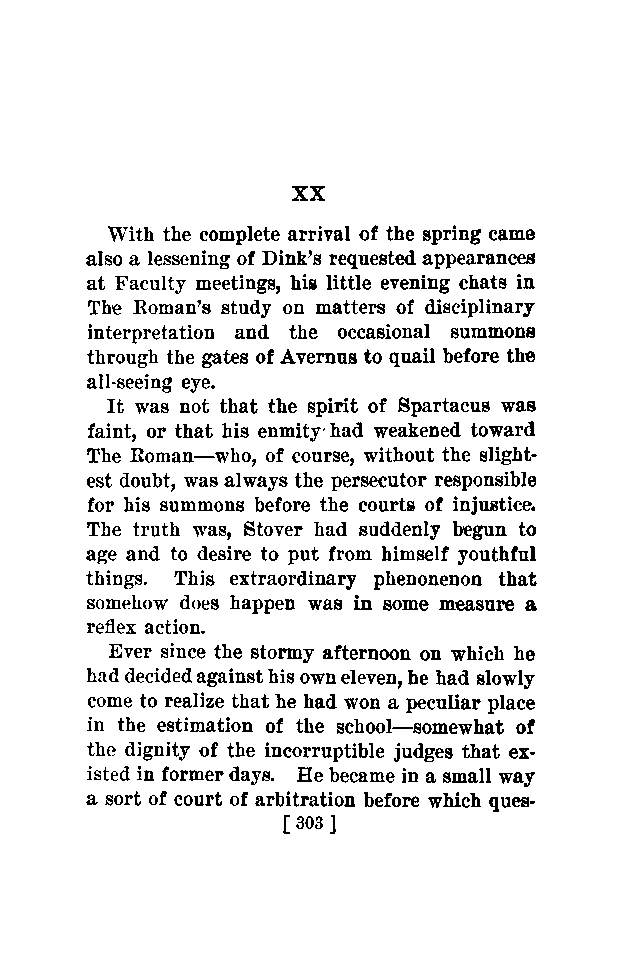 XX
With the complete arrival of the spring came
also a lessening of Dink's requested appearances
at Faculty meetings, his little evening chats in
The Roman's study on matters of disciplinary
interpretation and the occasional summons
through the gates of Avernus to quail before the
all-seeing eye.
It was not that the spirit of Spartacus was
faint, or that his enmity had weakened toward
The Roman—who, of course, without the slight-
est doubt, was always the persecutor responsible
for his summons before the courts of injustice.
The truth was, Stover had suddenly begun to
age and to desire to put from himself youthful
things. This extraordinary phenonenon that
somehow does happen was in some measure a
reflex action.
Ever since the stormy afternoon on which he
had decided against his own eleven, he had slowly
come to realize that he had won a peculiar place
in the estimation of the school—somewhat of
the dignity of the incorruptible judges that ex-
isted in former days. He became in a small way
a sort of court of arbitration before which ques-
[ 303 ]